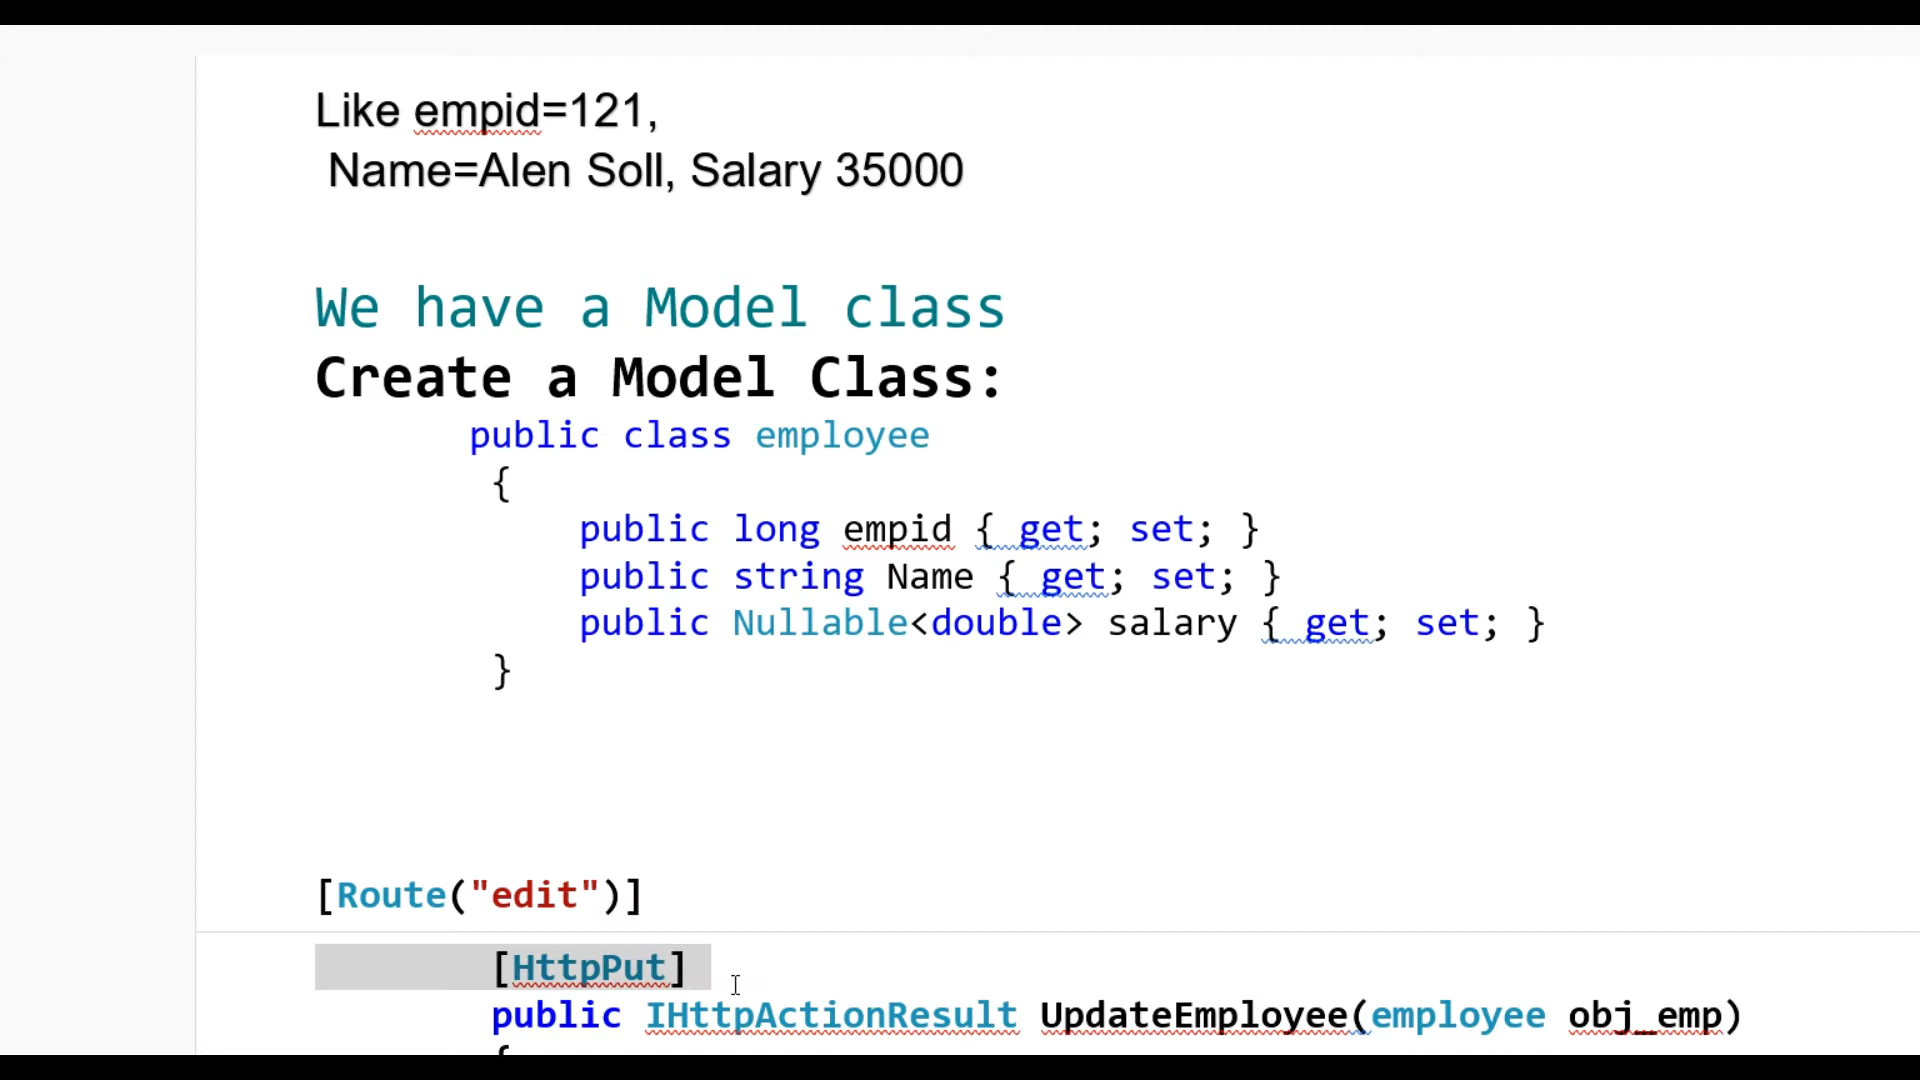 Like empid=121,
Name=Alen Soll, Salary 35000
We have a Model class
Create a Model Class:
public class employee
{
public long empid { get; set; }
public string Name { get; set; }
public Nullable<double> salary { get; set; }
}
[Route("edit")]
[HttpPut]
public IHttpActionResult UpdateEmployee(employee obj_emp)
{